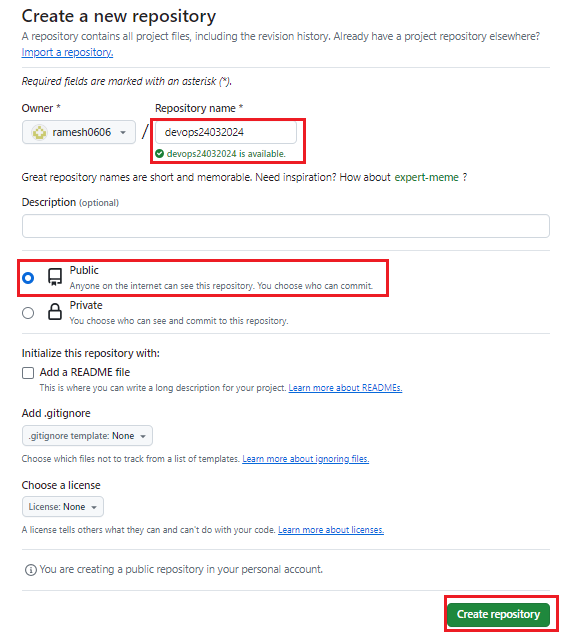 Create a new repository
A repository contains all project files, including the revision history. Already have a project repository elsewhere?
Import a repository.
Required fields are marked with an asterisk (*).
Owner *
Repository name *
ramesh0606
/
devops24032024
devops24032024 is available.
Great repository names are short and memorable. Need inspiration? How about expert-meme ?
Description (optional)
Public
Anyone on the internet can see this repository. You choose who can commit.
Private
You choose who can see and commit to this repository.
Initialize this repository with:
Add a README file
This is where you can write a long description for your project. Learn more about READMEs.
Add .gitignore
.gitignore template: None
Choose which files not to track from a list of templates. Learn more about ignoring files.
Choose a license
License: None
A license tells others what they can and can't do with your code. Learn more about licenses.
You are creating a public repository in your personal account.
Create repository